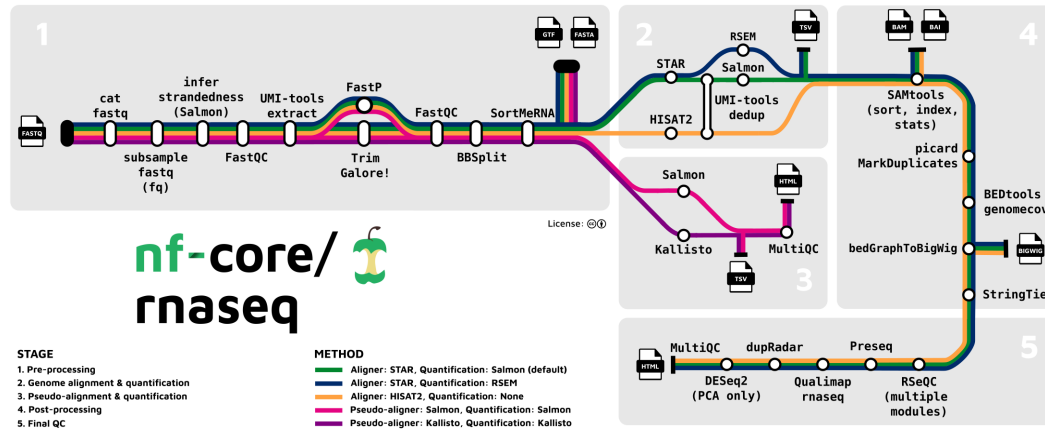 1
cat
fastq
infer
strandedness
(Salmon)
UMI-tools
extract
FastP
FastQC
SortMeRNA
FASTQ
subsample
fastq
(fq)
FastQC
Trim
Galore!
BBSplit
GTF
FASTA
2
STAR
RSEM
Salmon
TSV
UMI-tools
dedup
HISAT2
Salmon
HTML
Kallisto
MultiQC
TSV
3
BAM
BAI
4
SAMtools
(sort, index,
stats)
picard
MarkDuplicates
BEDtools
genomecov
bedGraphToBigWig
BIGWIG
StringTie
5
HTML
MultiQC
dupRadar
Preseq
DESeq2
(PCA only)
Qualimap
rnaseq
RSeQC
(multiple
modules)
License:
nf-core/
rnaseq
STAGE
1. Pre-processing
2. Genome alignment & quantification
3. Pseudo-alignment & quantification
4. Post-processing
5. Final QC
METHOD
Aligner: STAR, Quantification: Salmon (default)
Aligner: STAR, Quantification: RSEM
Aligner: HISAT2, Quantification: None
Pseudo-aligner: Salmon, Quantification: Salmon
Pseudo-aligner: Kallisto, Quantification: Kallisto